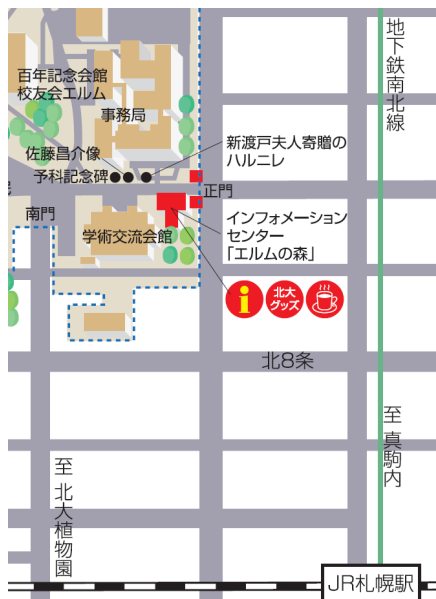 百年記念会館
校友会エルム
事務局
地下鉄南北線
佐藤昌介像
予科記念碑
新渡戸夫人寄贈の
ハルニレ
正門
南門
学術交流会館
インフォメーション
センター
「エルムの森」
i
北大
グッズ
北8条
至 真駒内
至 北大植物園
JR札幌駅